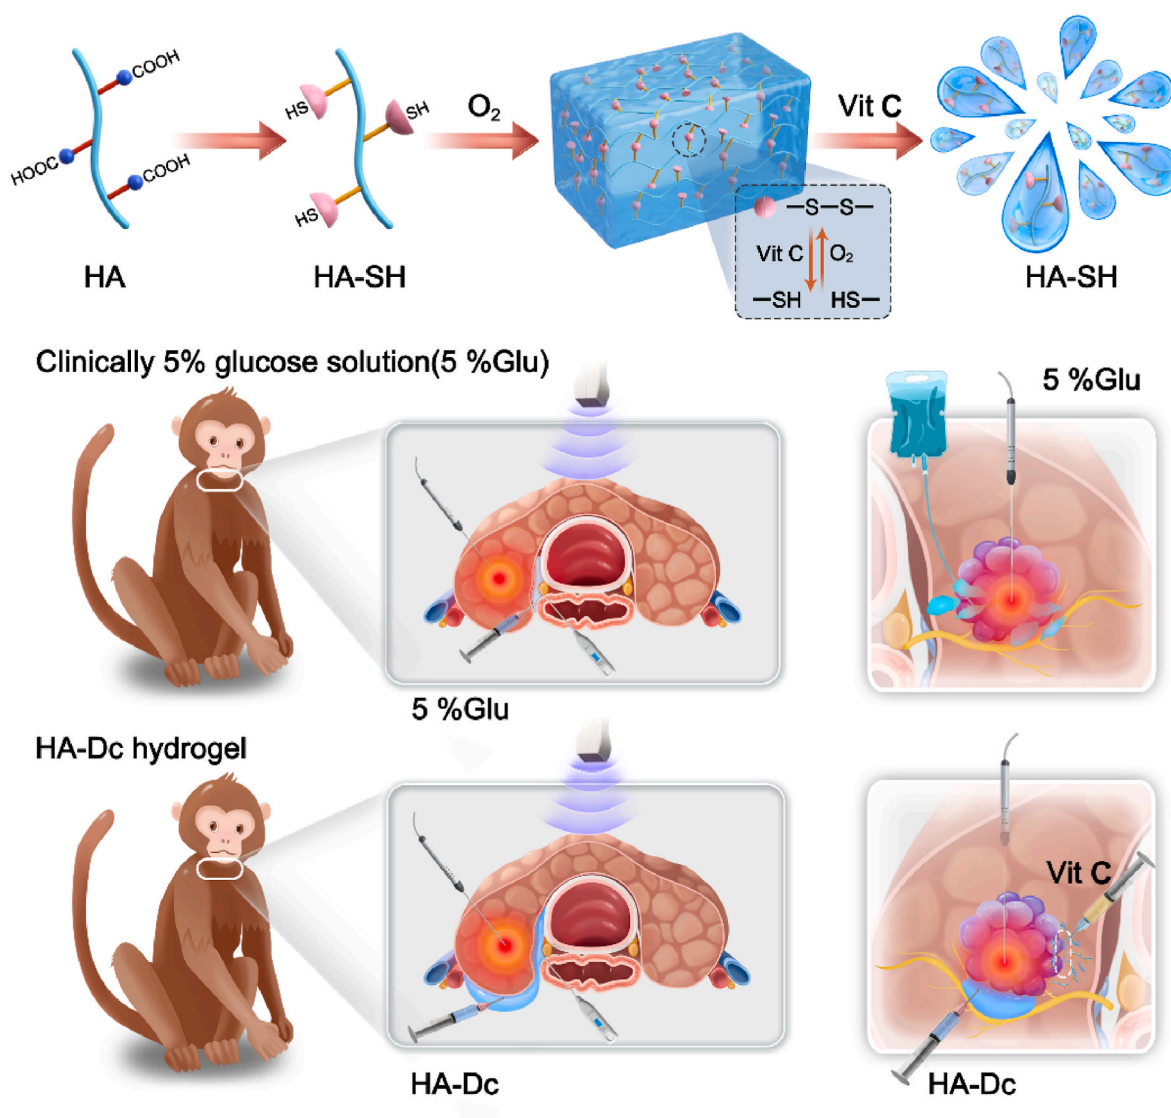 COOH
HOOC
COOH
HA
HS
SH
HS
HA-SH
O₂
Vit C
HA-SH
—S—S—
Vit C
O₂
—SH HS—
Clinically 5% glucose solution(5 %Glu)
5 %Glu
5 %Glu
HA-Dc hydrogel
Vit C
HA-Dc
HA-Dc